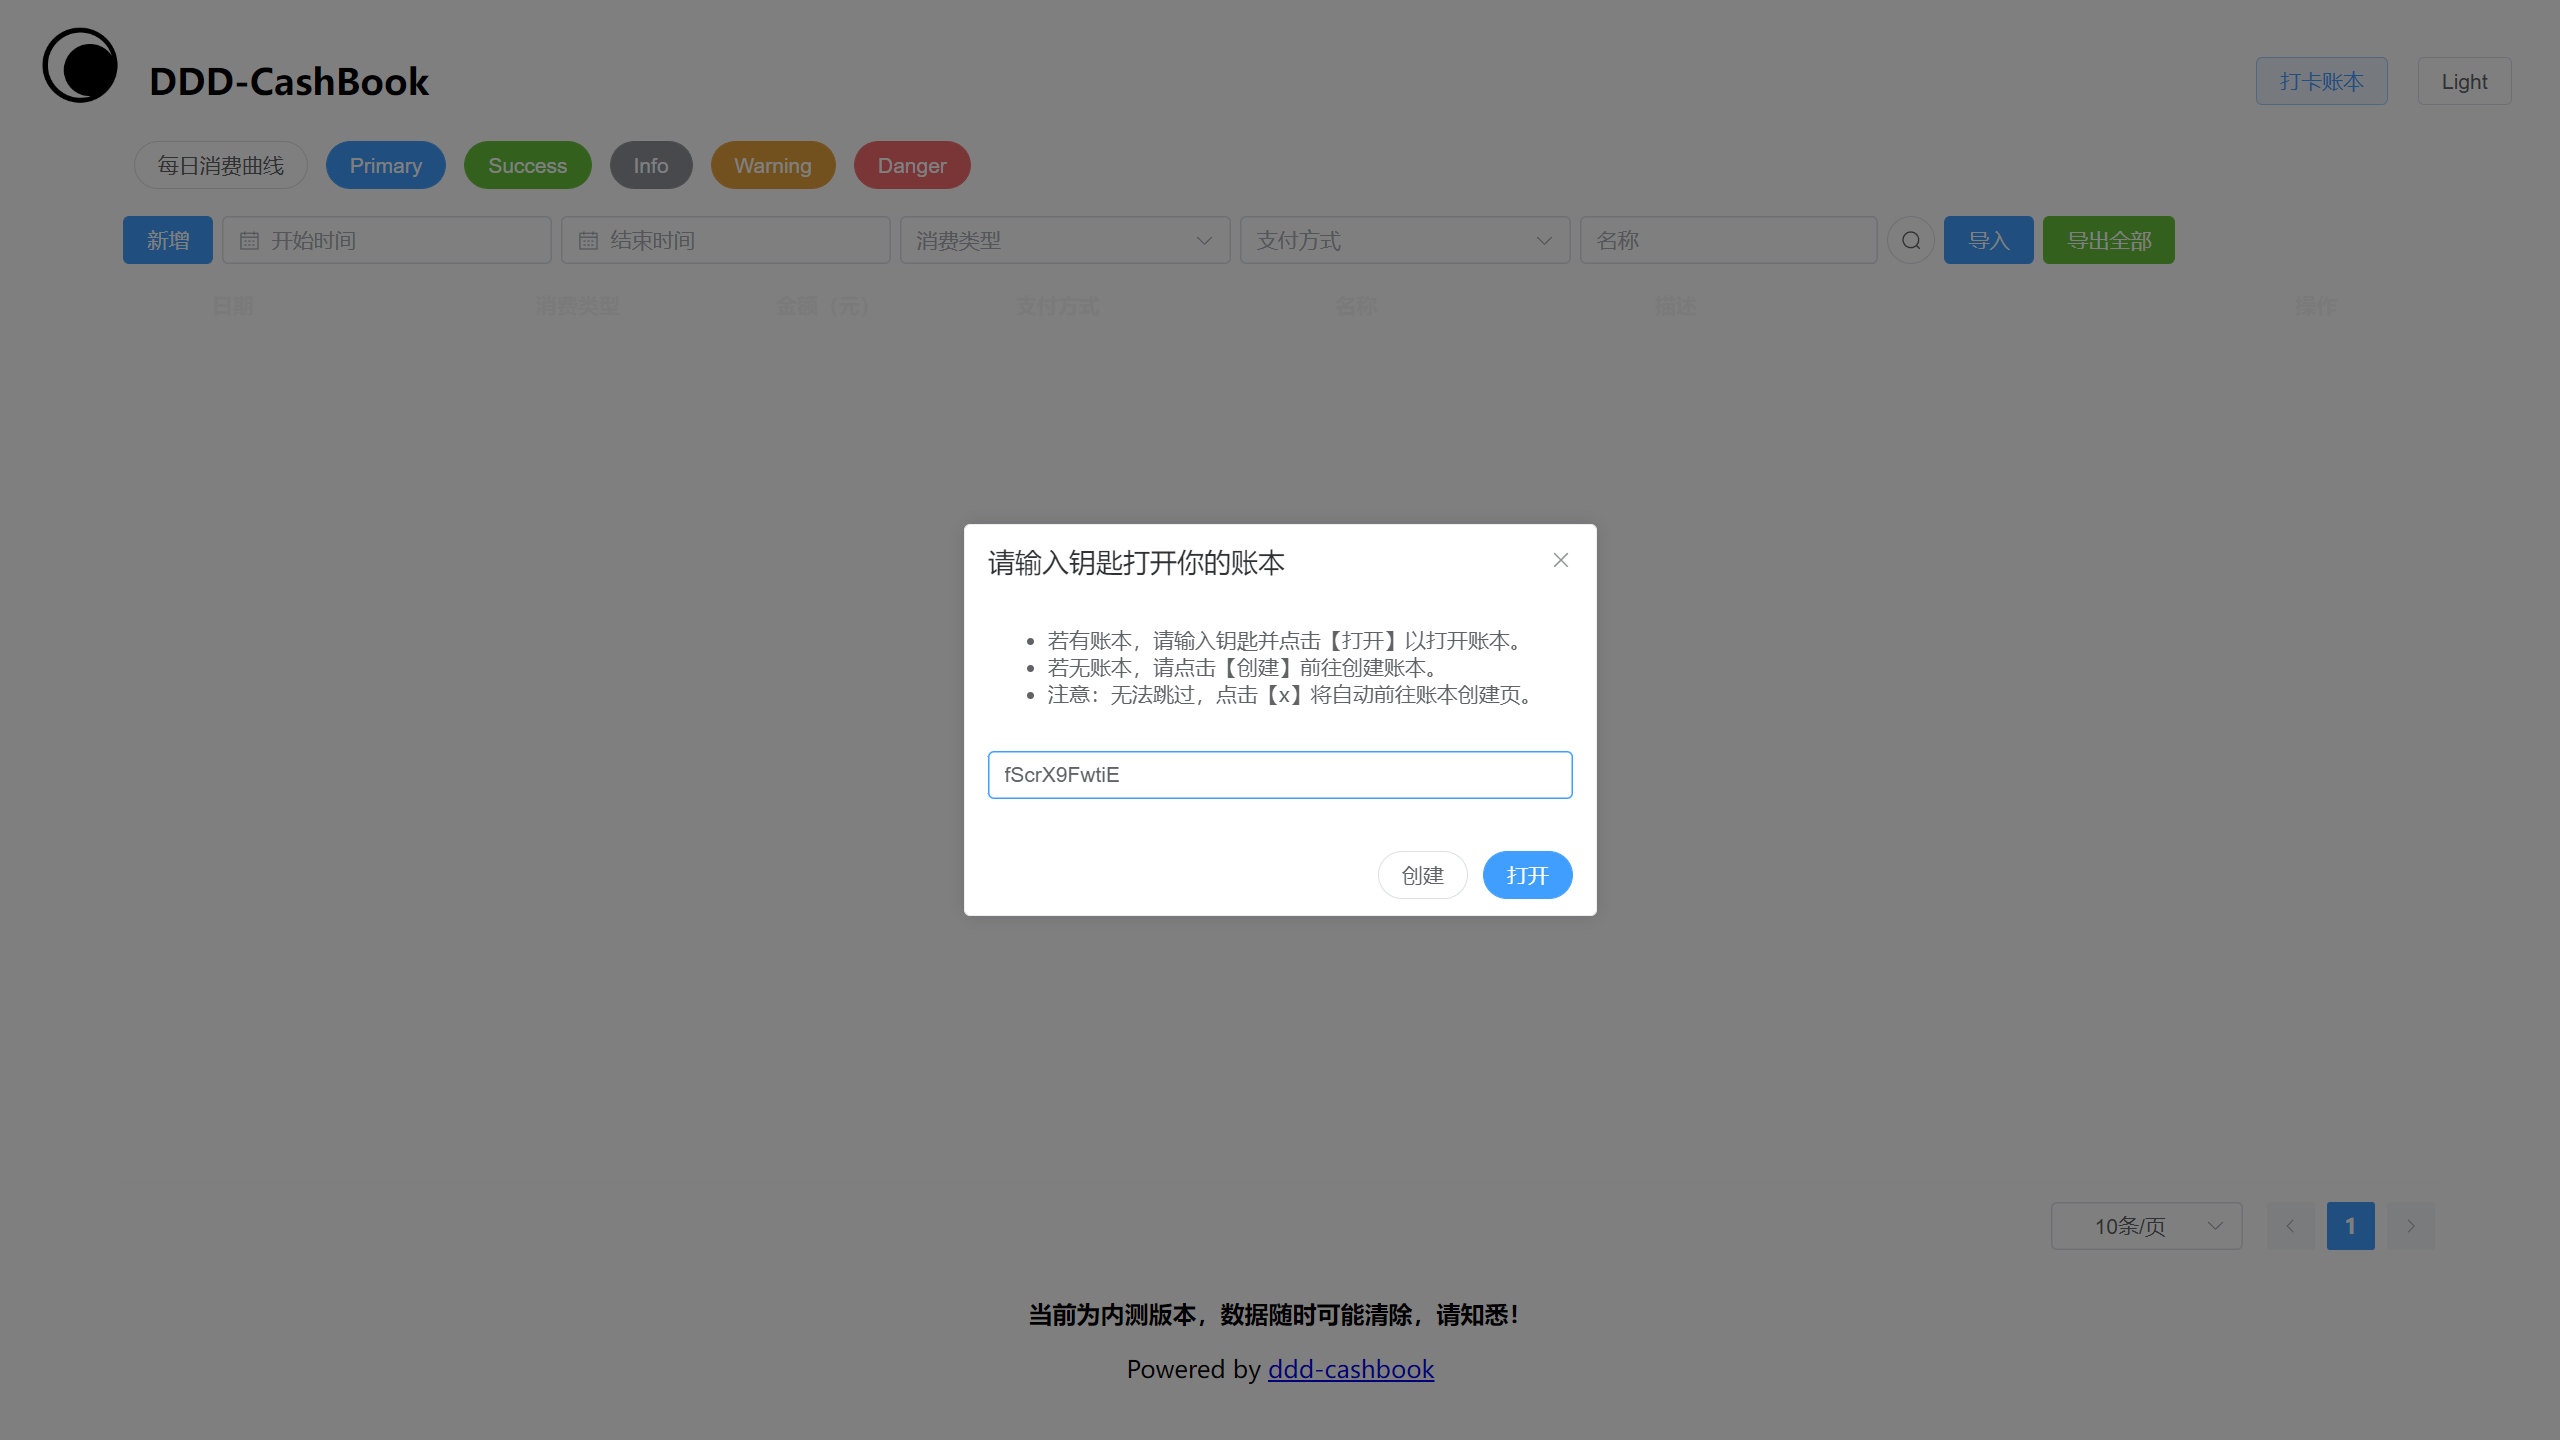 DDD-CashBook
打卡账本
Light
每日消费曲线
Primary
Success
Info
Warning
Danger
新增
开始时间
结束时间
消费类型
支付方式
名称
导入
导出全部
日期
消费类型
金额（元）
支付方式
名称
描述
操作
请输入钥匙打开你的账本
若有账本，请输入钥匙并点击【打开】以打开账本。
若无账本，请点击【创建】前往创建账本。
注意：无法跳过，点击【x】将自动前往账本创建页。
fScrX9FwtiE
创建
打开
10条/页
1
当前为内测版本，数据随时可能清除，请知悉！
Powered by ddd-cashbook